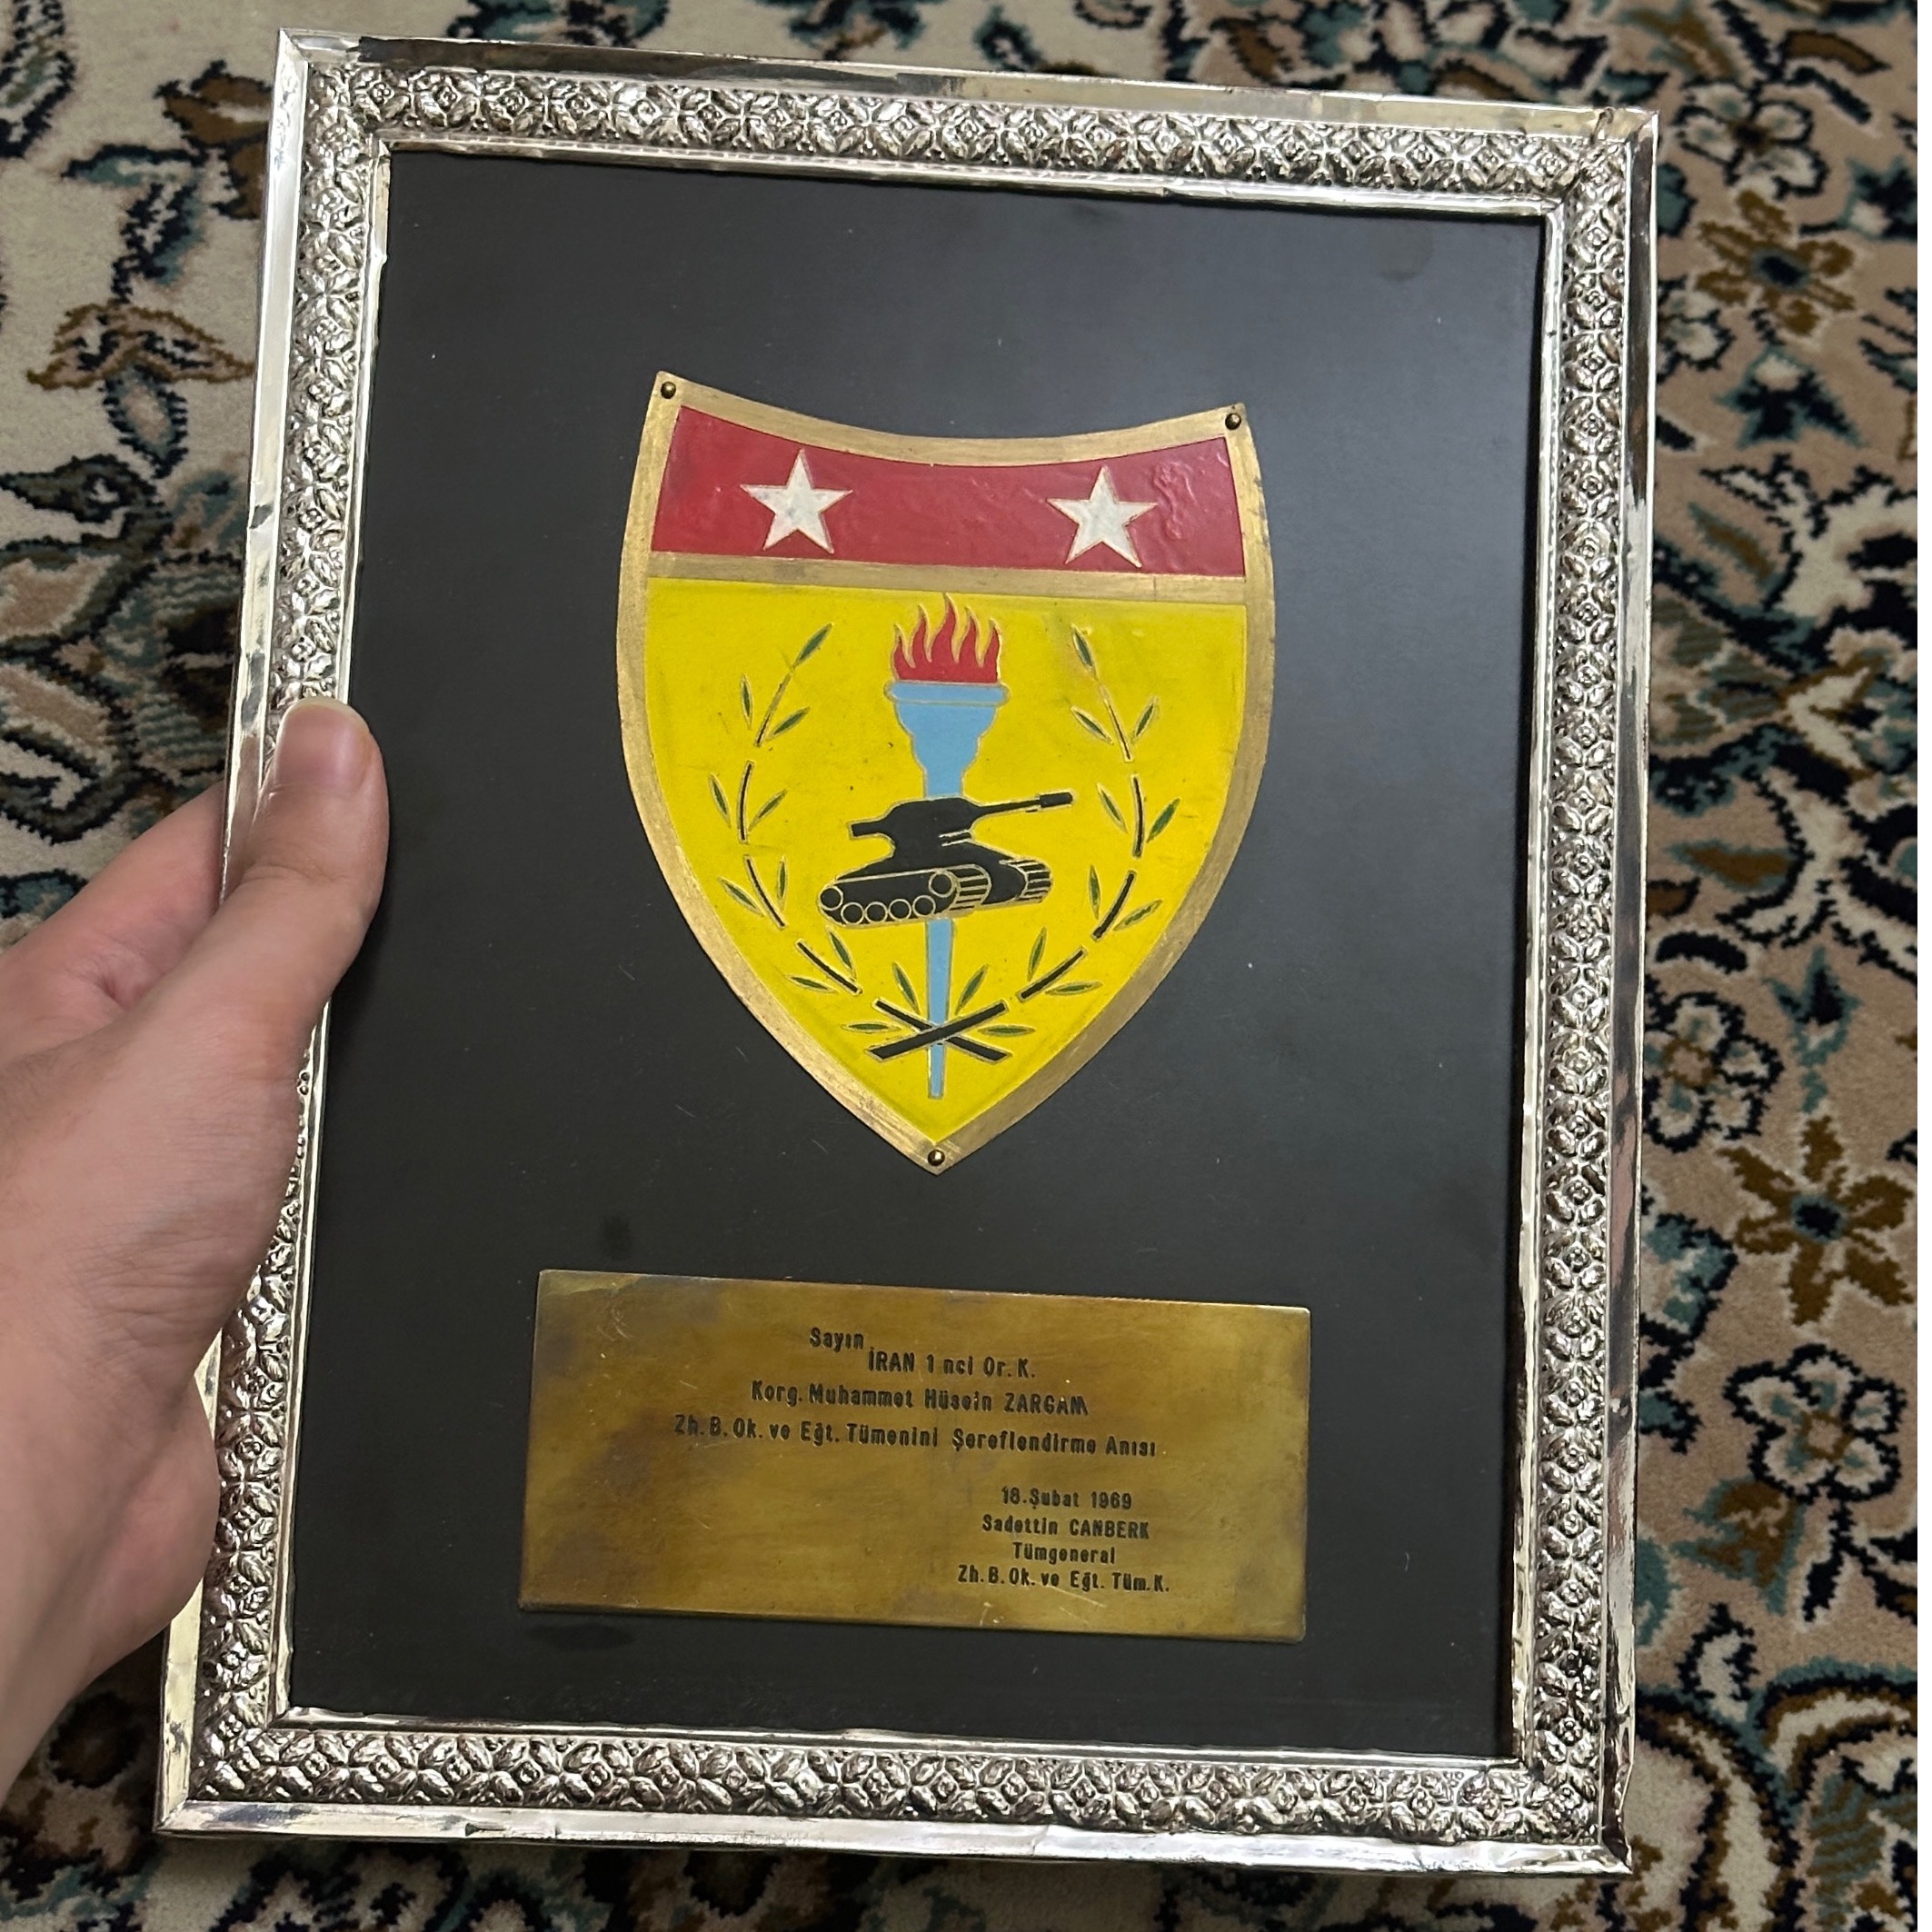 Sayın
İRAN 1 nci Or. K.
Korg. Muhammet Hüsein ZARGAM
Zh. B. Ok. ve Eğt. Tümenini Şereflendirme Anısı
18. Şubat 1969
Sadettin CANBERK
Tümgeneral
Zh. B. Ok. ve Eğt. Tüm. K.